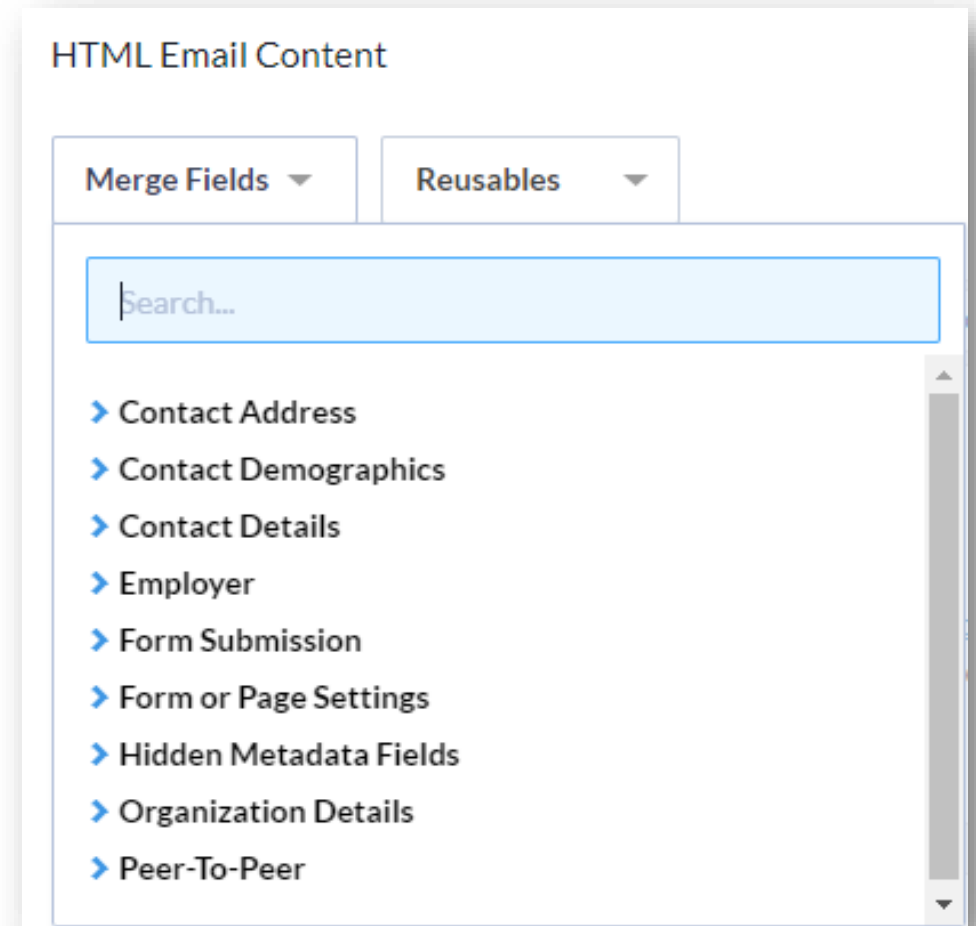 HTML Email Content
Merge Fields Reusables
Search...
Contact Address
Contact Demographics
Contact Details
Employer
Form Submission
Form or Page Settings
Hidden Metadata Fields
Organization Details
Peer-To-Peer